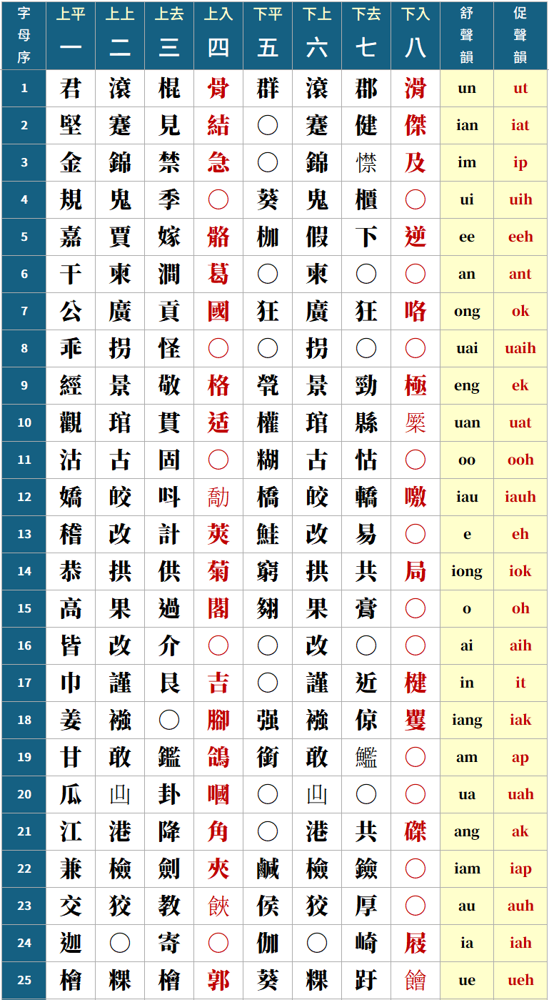 字母序 上平 一 上上 二 上去 三 上入 四 下平 五 下上 六 下去 七 下入 八 舒聲韻 促聲韻
1 君 滾 棍 骨 群 滾 郡 滑 un ut
2 堅 蹇 見 結 〇 蹇 健 傑 ian iat
3 金 錦 禁 急 〇 錦 㦗 及 im ip
4 規 鬼 季 〇 葵 鬼 櫃 〇 ui uih
5 嘉 賈 嫁 骼 枷 假 下 逆 ee eeh
6 干 柬 澗 葛 〇 柬 〇 〇 an ant
7 公 廣 貢 國 狂 廣 狂 咯 ong ok
8 乖 拐 怪 〇 〇 拐 〇 〇 uai uaih
9 經 景 敬 格 煢 景 勁 極 eng ek
10 觀 琯 貫 适 權 琯 縣 橜 uan uat
11 沽 古 固 〇 糊 古 怙 〇 oo ooh
12 嬌 皎 呌 勪 橋 皎 轎 噭 iau iauh
13 稽 改 計 莢 鮭 改 易 〇 e eh
14 恭 拱 供 菊 窮 拱 共 局 iong iok
15 高 果 過 閣 翗 果 膏 〇 o oh
16 皆 改 介 〇 〇 改 〇 〇 ai aih
17 巾 謹 艮 吉 〇 謹 近 楗 in it
18 姜 襁 〇 腳 强 襁 倞 矍 iang iak
19 甘 敢 鑑 鴿 銜 敢 鱤 〇 am ap
20 瓜 卣 卦 嘓 〇 卣 〇 〇 ua uah
21 江 港 降 角 〇 港 共 磔 ang ak
22 兼 檢 劍 夾 鹹 檢 鐱 〇 iam iap
23 交 狡 教 餄 侯 狡 厚 〇 au auh
24 迦 〇 寄 〇 伽 〇 崎 屐 ia iah
25 檜 粿 檜 郭 葵 粿 趶 鱠 ue ueh